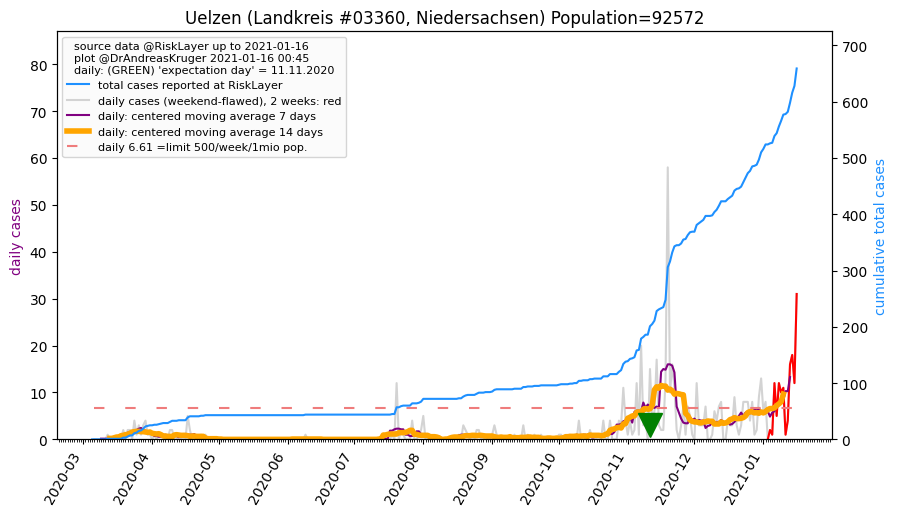 Uelzen (Landkreis #03360, Niedersachsen) Population=92572
source data @RiskLayer up to 2021-01-16
plot @DrAndreasKruger 2021-01-16 00:45
daily: (GREEN) 'expectation day' = 11.11.2020
total cases reported at RiskLayer
daily cases (weekend-flawed), 2 weeks: red
daily: centered moving average 7 days
daily: centered moving average 14 days
daily 6.61 =limit 500/week/1mio pop.
daily cases
80
70
60
50
40
30
20
10
0
cumulative total cases
700
600
500
400
300
200
100
0
2020-03
2020-04
2020-05
2020-06
2020-07
2020-08
2020-09
2020-10
2020-11
2020-12
2021-01